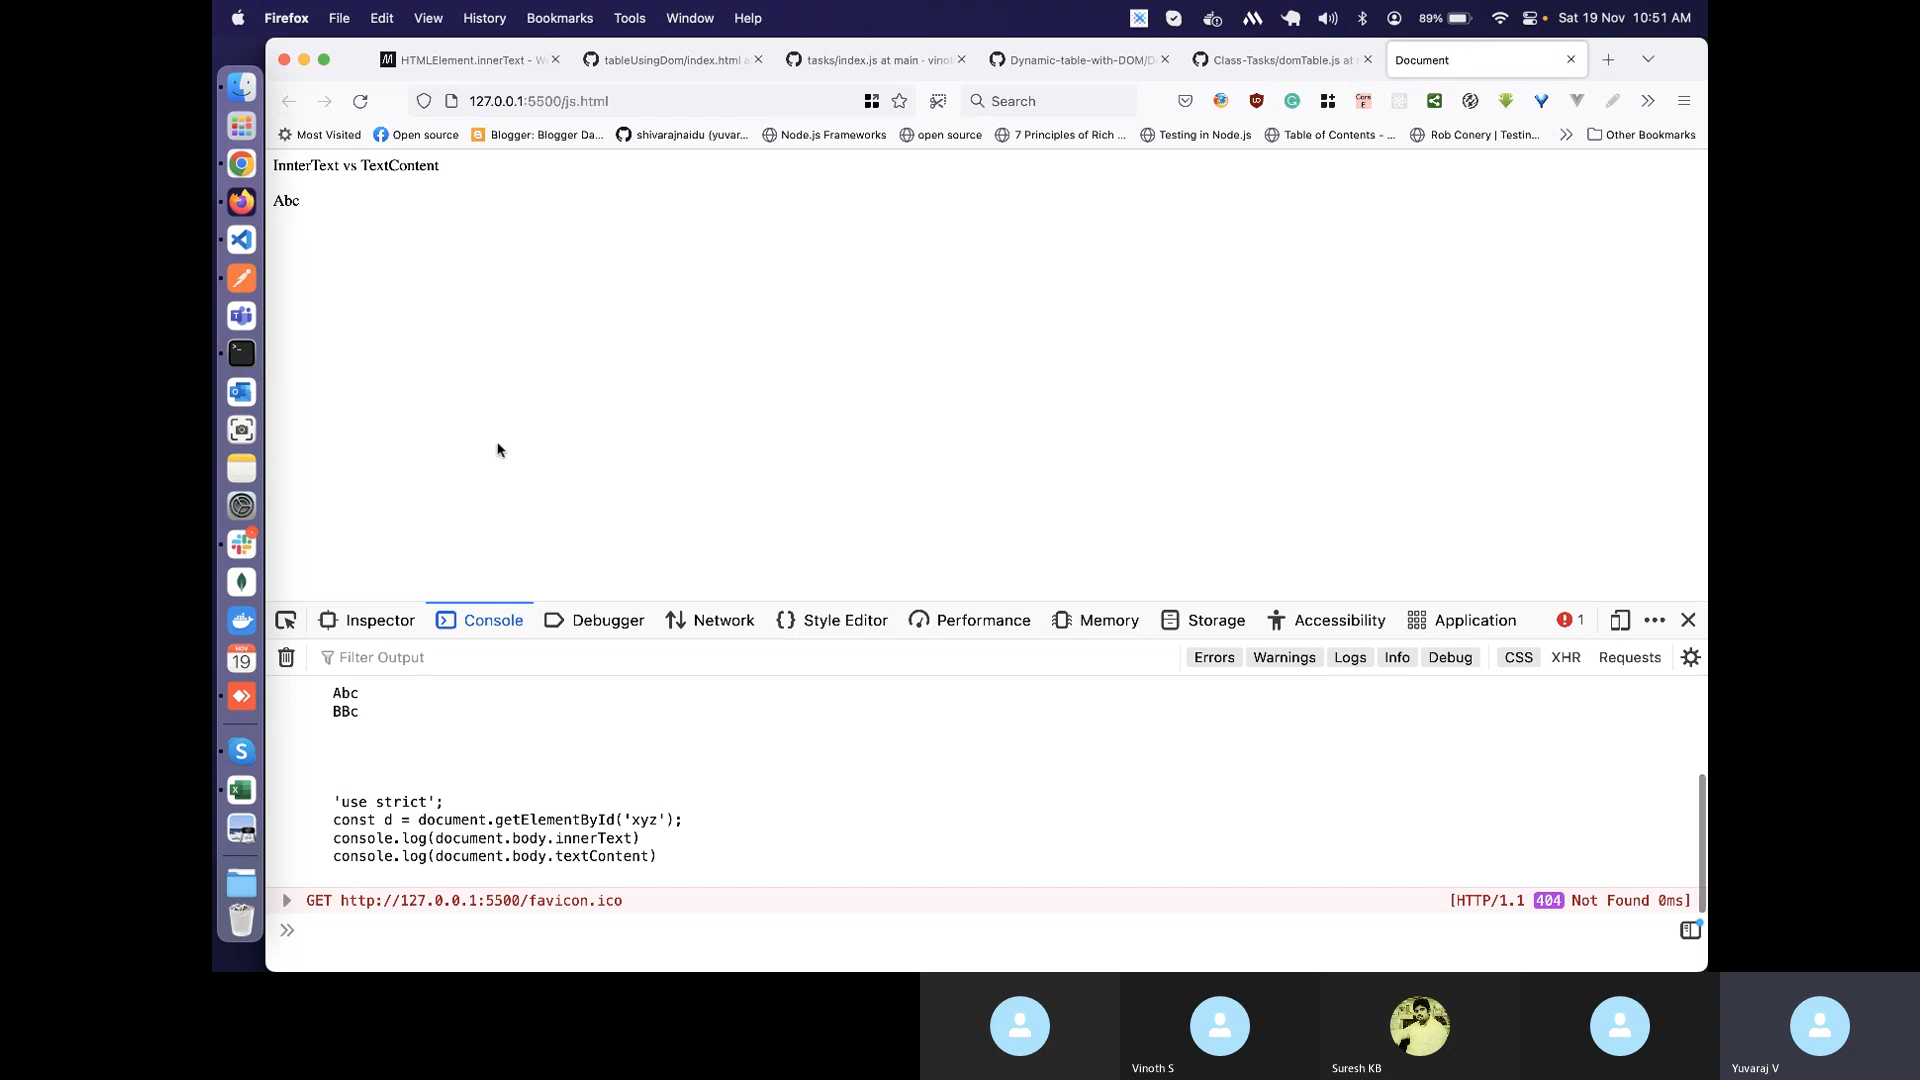 Firefox File Edit View History Bookmarks Tools Window Help 89% Sat 19 Nov 10:51 AM
HTMLElement.innerText - W tableUsingDom/index.html a tasks/index.js at main · vinot Dynamic-table-with-DOM/D Class-Tasks/domTable.js at Document
127.0.0.1:5500/js.html Search
Most Visited Open source Blogger: Blogger Da... shivarajnaidu (yuvar... Node.js Frameworks open source 7 Principles of Rich ... Testing in Node.js Table of Contents - ... Rob Conery | Testin... Other Bookmarks
InnterText vs TextContent
Abc
Inspector Console Debugger Network Style Editor Performance Memory Storage Accessibility Application 1
Filter Output Errors Warnings Logs Info Debug CSS XHR Requests
Abc
BBc
'use strict';
const d = document.getElementById('xyz');
console.log(document.body.innerText)
console.log(document.body.textContent)
GET http://127.0.0.1:5500/favicon.ico [HTTP/1.1 404 Not Found 0ms]
NOV
19
Vinoth S Suresh KB Yuvaraj V